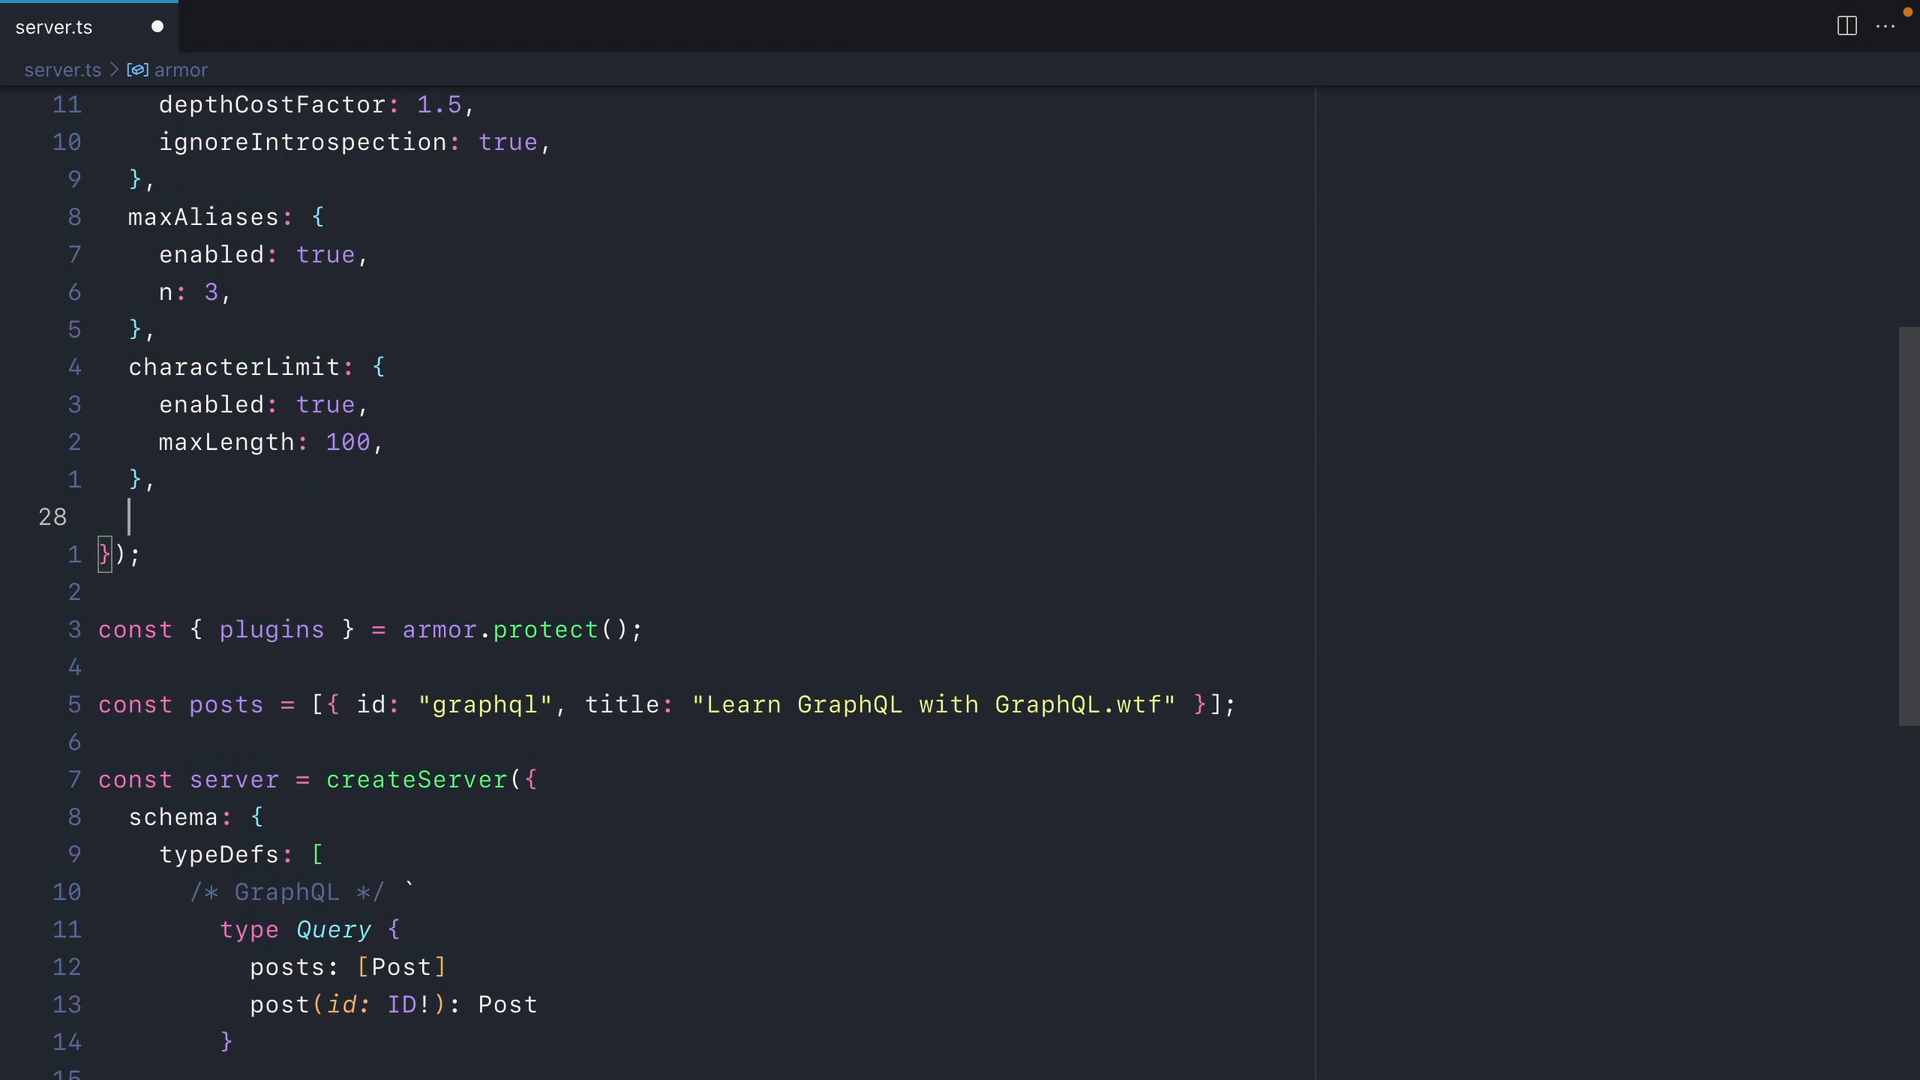 server.ts
server.ts > armor
11 depthCostFactor: 1.5,
10 ignoreIntrospection: true,
9 },
8 maxAliases: {
7 enabled: true,
6 n: 3,
5 },
4 characterLimit: {
3 enabled: true,
2 maxLength: 100,
1 },
28
1 });
2
3 const { plugins } = armor.protect();
4
5 const posts = [{ id: "graphql", title: "Learn GraphQL with GraphQL.wtf" }];
6
7 const server = createServer({
8 schema: {
9 typeDefs: [
10 /* GraphQL */ `
11 type Query {
12 posts: [Post]
13 post(id: ID!): Post
14 }
15